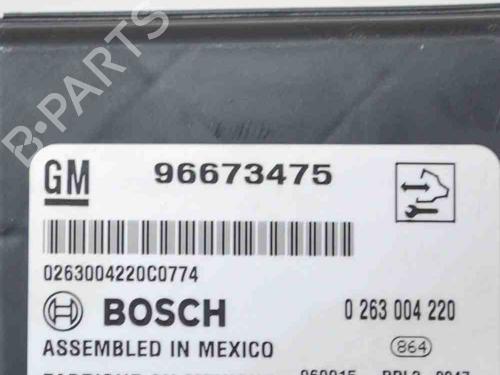 B-PARTS
GM 96673475
0263004220C0774
BOSCH 0 263 004 220
ASSEMBLED IN MEXICO 864